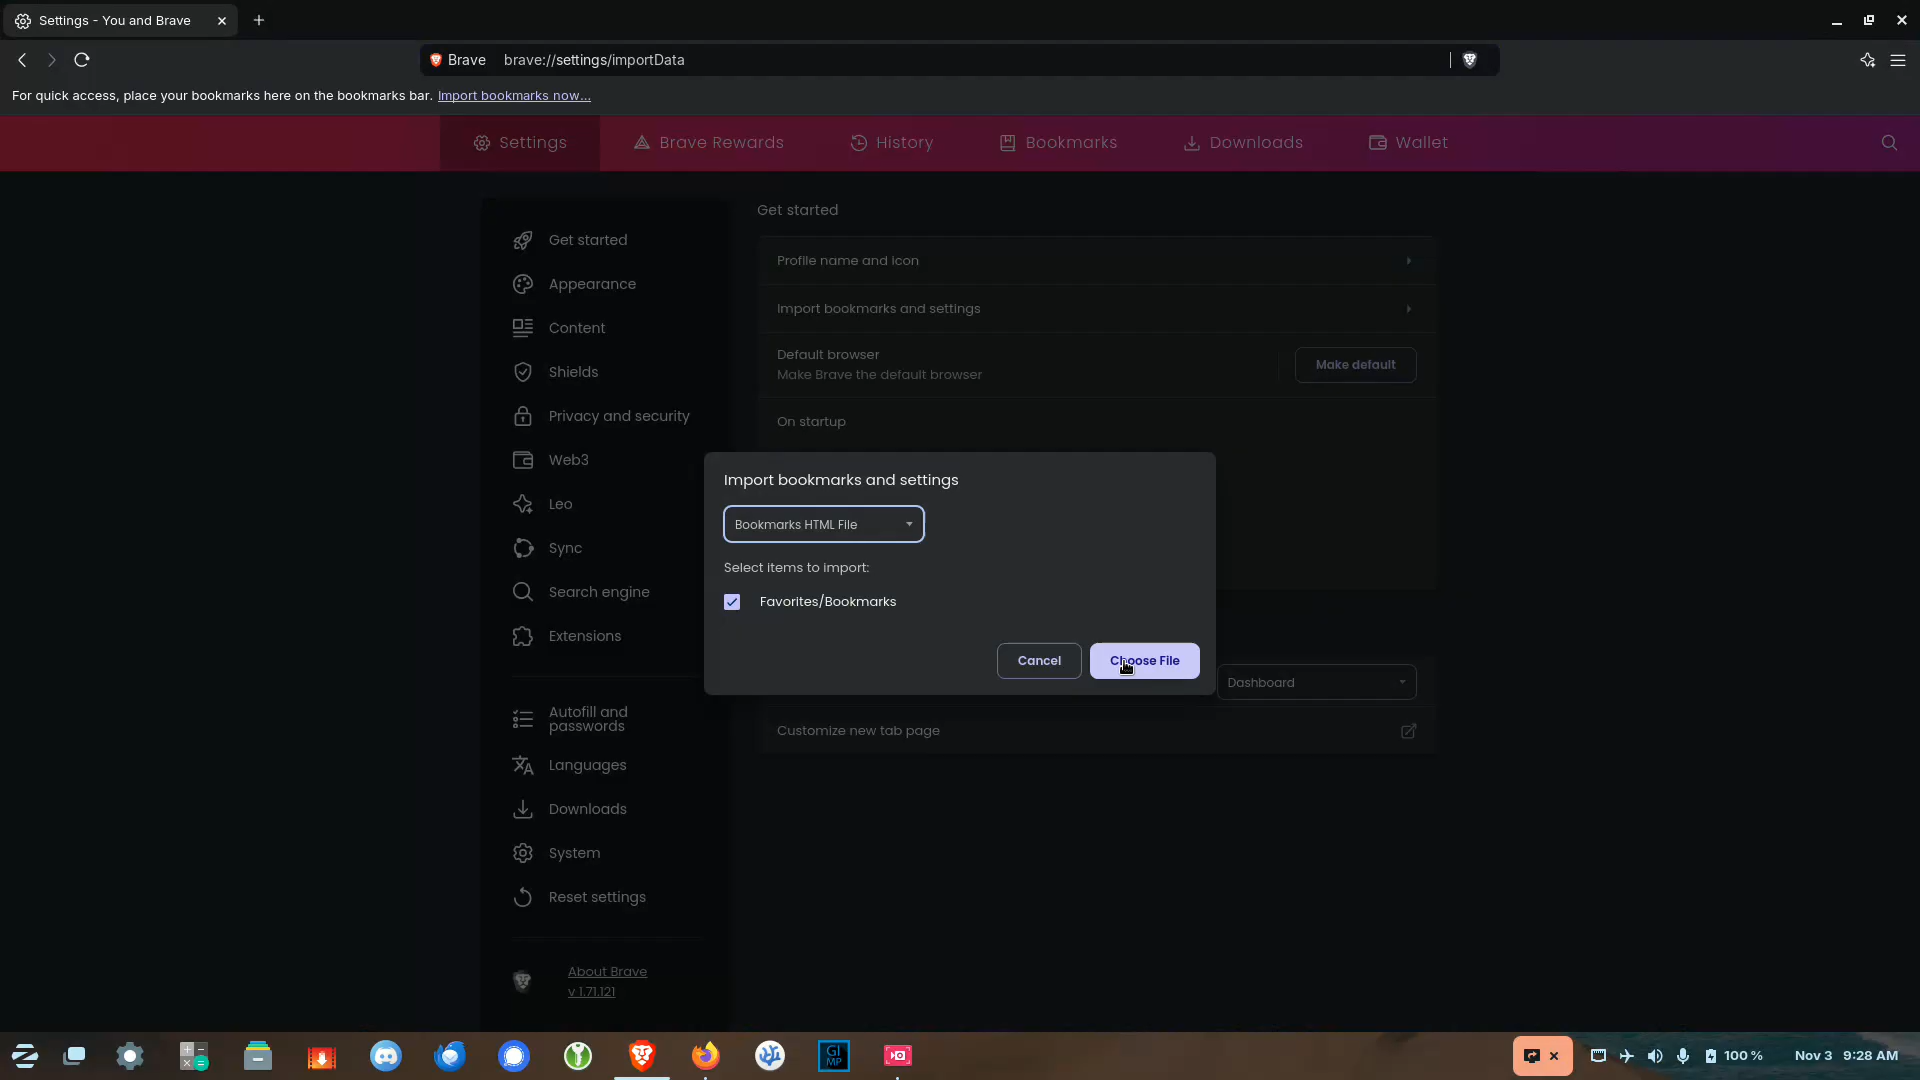 Settings - You and Brave
Brave
brave://settings/importData
For quick access, place your bookmarks here on the bookmarks bar. Import bookmarks now...
Settings
Brave Rewards
History
Bookmarks
Downloads
Wallet
Get started
Appearance
Content
Shields
Privacy and security
Web3
Leo
Sync
Search engine
Extensions
Autofill and
passwords
Languages
Downloads
System
Reset settings
About Brave
v 1.71.121
Get started
Profile name and icon
Import bookmarks and settings
Default browser
Make Brave the default browser
Make default
On startup
Import bookmarks and settings
Bookmarks HTML File
Select items to import:
Favorites/Bookmarks
Cancel
Choose File
Dashboard
Customize new tab page
GI
MP
100 %
Nov 3 9:28 AM